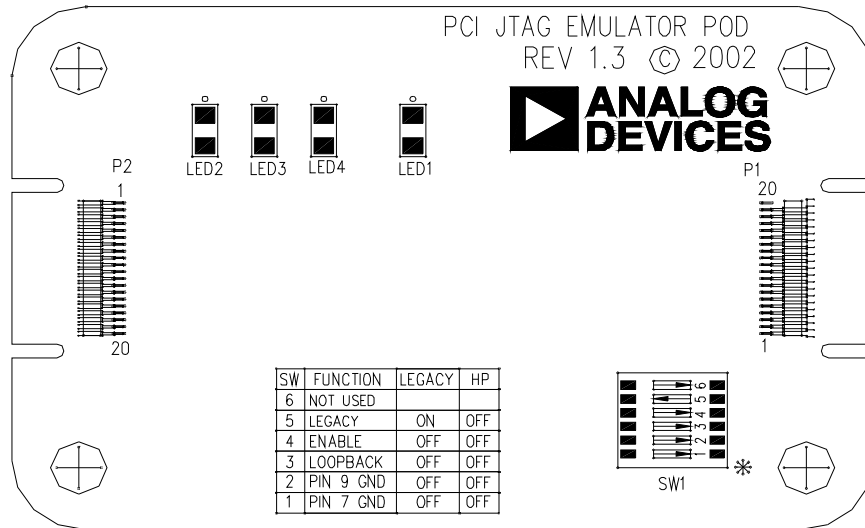 PCI JTAG EMULATOR POD
REV 1.3 © 2002
ANALOG
DEVICES
LED2 LED3 LED4 LED1
P2
1
20
P1
20
1
SW FUNCTION LEGACY HP
6 NOT USED
5 LEGACY ON OFF
4 ENABLE OFF OFF
3 LOOPBACK OFF OFF
2 PIN 9 GND OFF OFF
1 PIN 7 GND OFF OFF
6
5
4
3
2
1
SW1